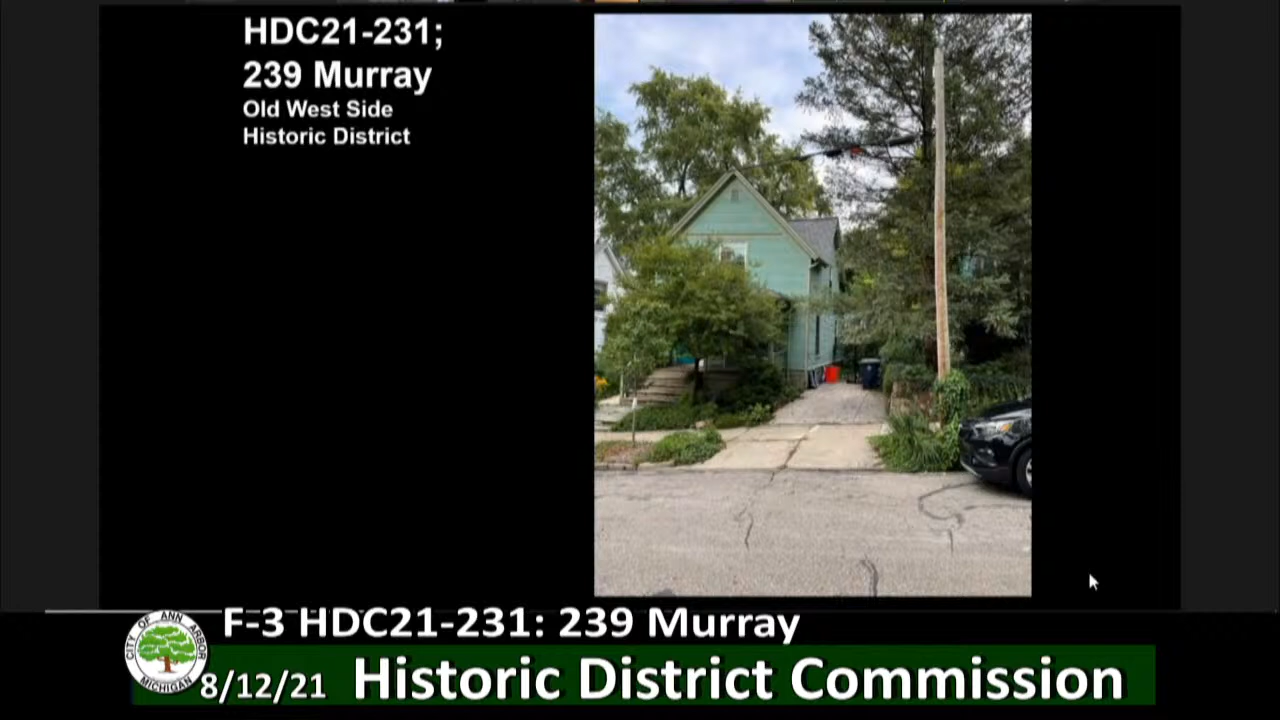 HDC21-231;
239 Murray
Old West Side
Historic District
F-3 HDC21-231: 239 Murray
CITY OF ANN ARBOR
MICHIGAN
8/12/21 Historic District Commission